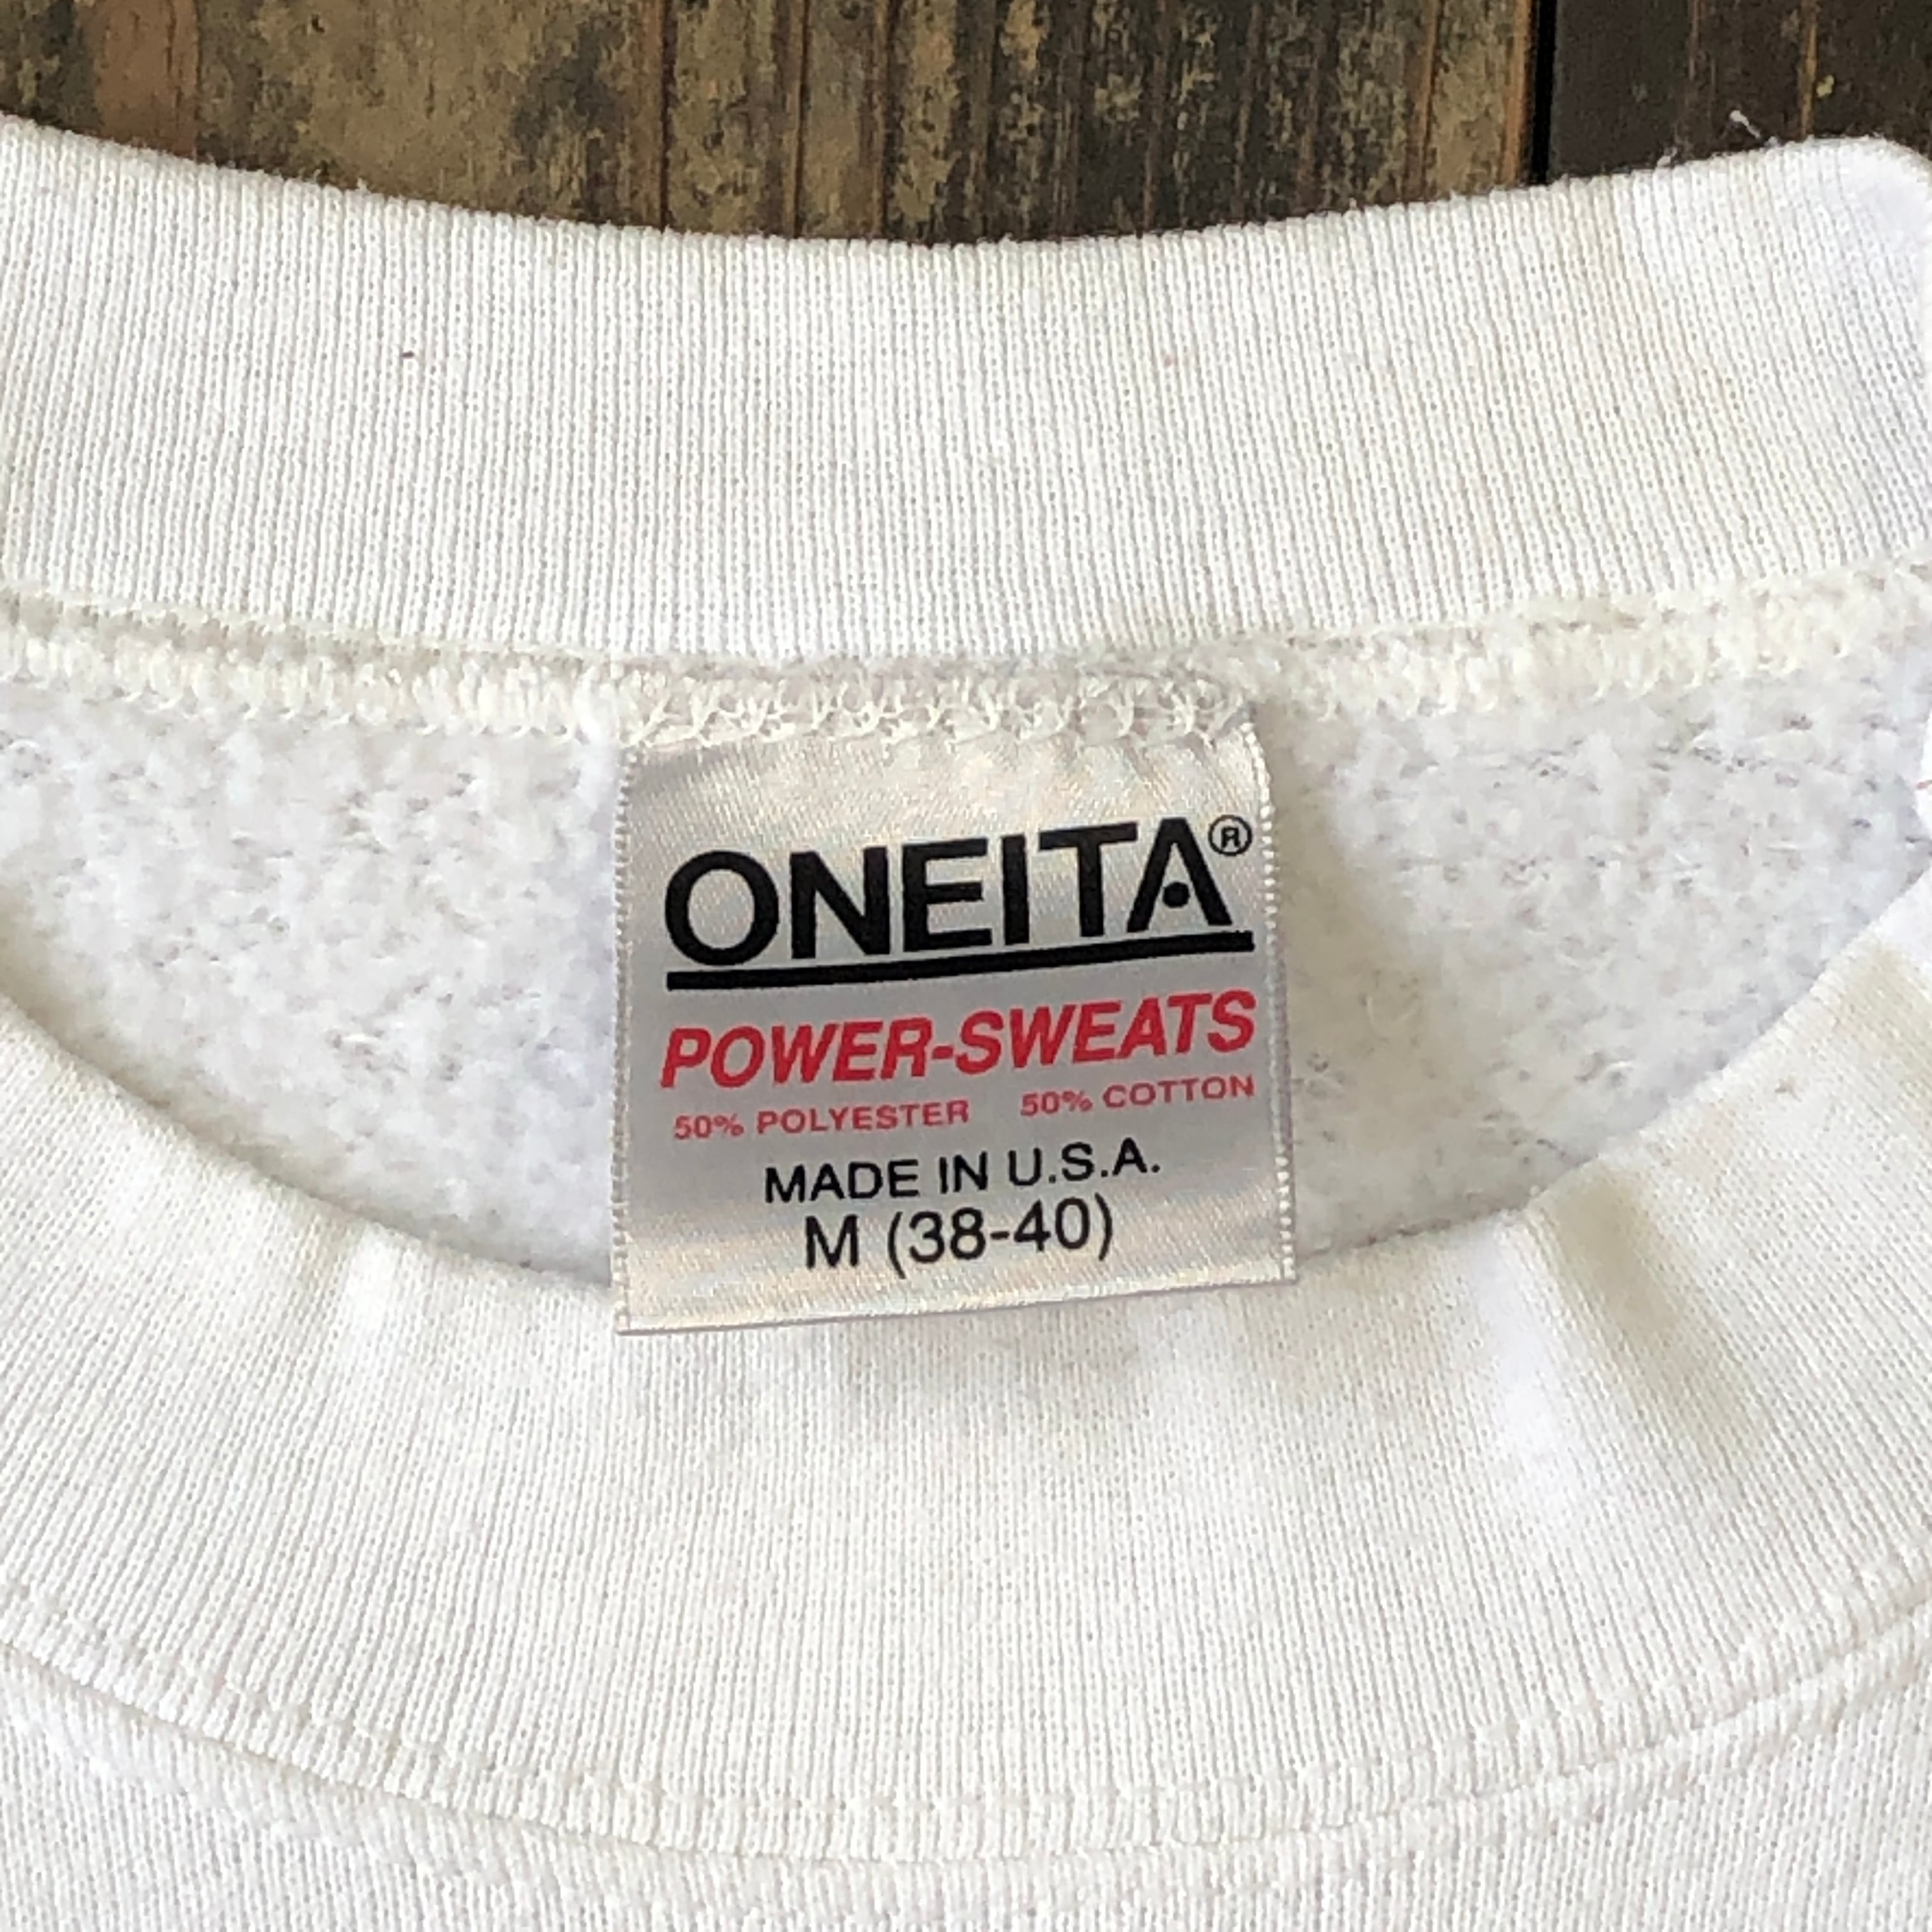 ONEITA®
POWER-SWEATS
50% POLYESTER 50% COTTON
MADE IN U.S.A.
M (38-40)